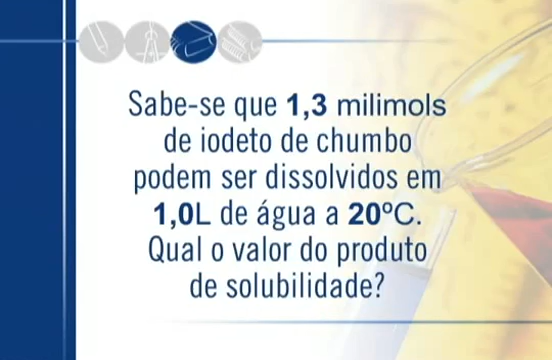 Sabe-se que 1,3 milimols
de iodeto de chumbo
podem ser dissolvidos em
1,0L de água a 20ºC.
Qual o valor do produto
de solubilidade?